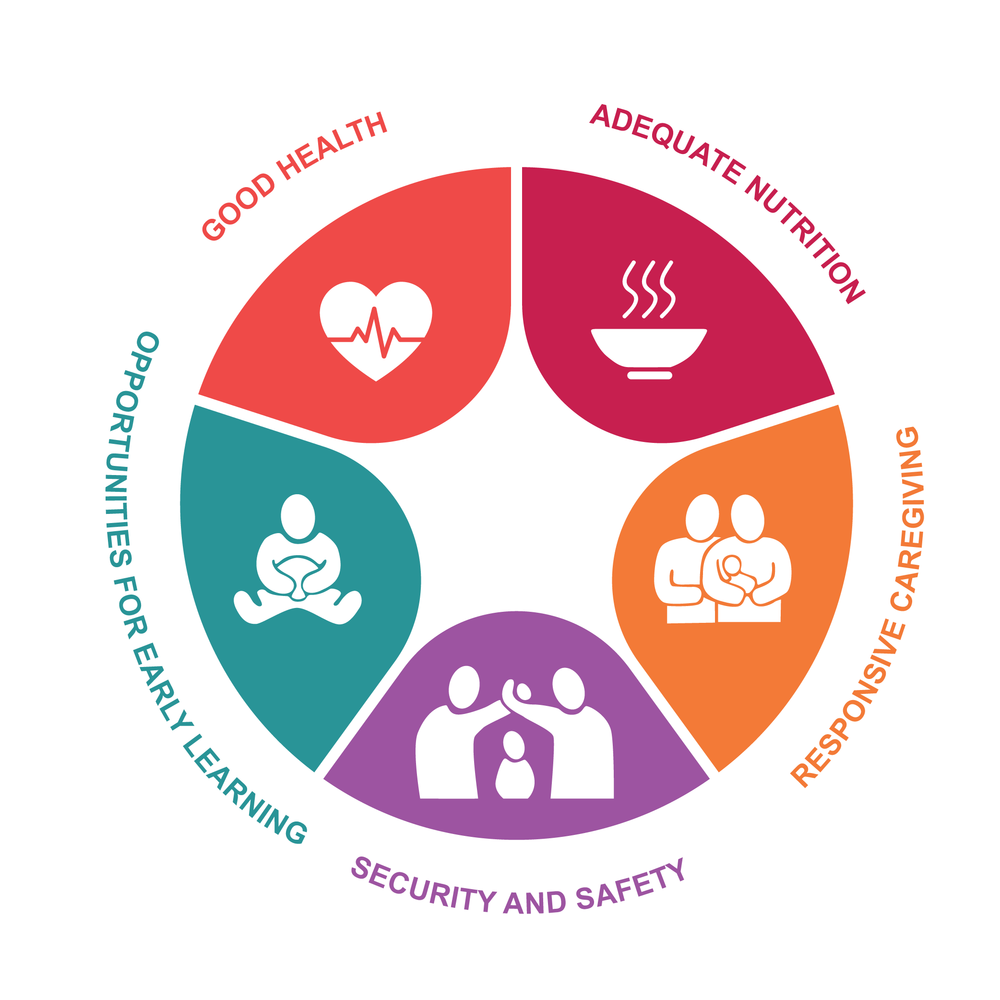 GOOD HEALTH
ADEQUATE NUTRITION
RESPONSIVE CAREGIVING
SECURITY AND SAFETY
OPPORTUNITIES FOR EARLY LEARNING